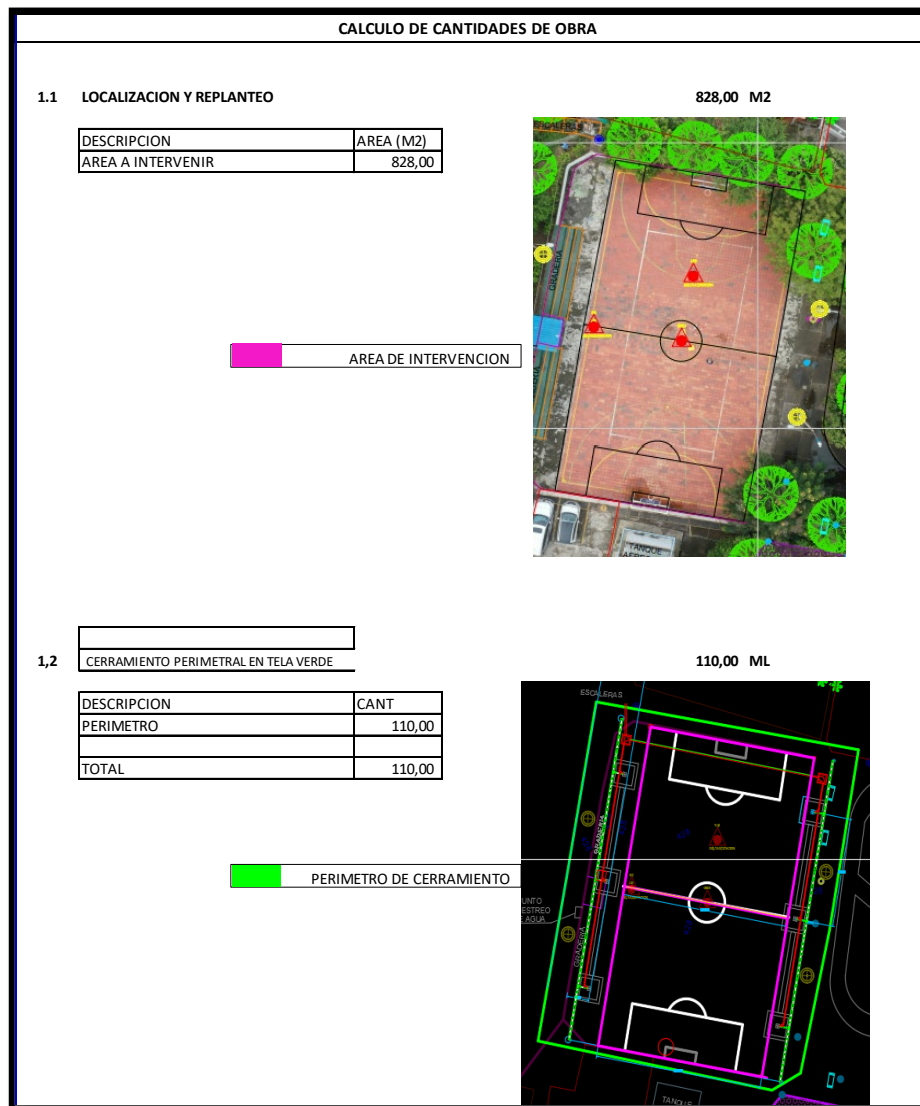 CALCULO DE CANTIDADES DE OBRA
1.1 LOCALIZACION Y REPLANTEO 828,00 M2
DESCRIPCION AREA (M2)
AREA A INTERVENIR 828,00
ESCALERAS
GRADERIA
AREA DE INTERVENCION
TANQUE
1,2 CERRAMIENTO PERIMETRAL EN TELA VERDE 110,00 ML
DESCRIPCION CANT
PERIMETRO 110,00
TOTAL 110,00
ESCALERAS
GRADERIA
PERIMETRO DE CERRAMIENTO
GRADERIA
TANQUE